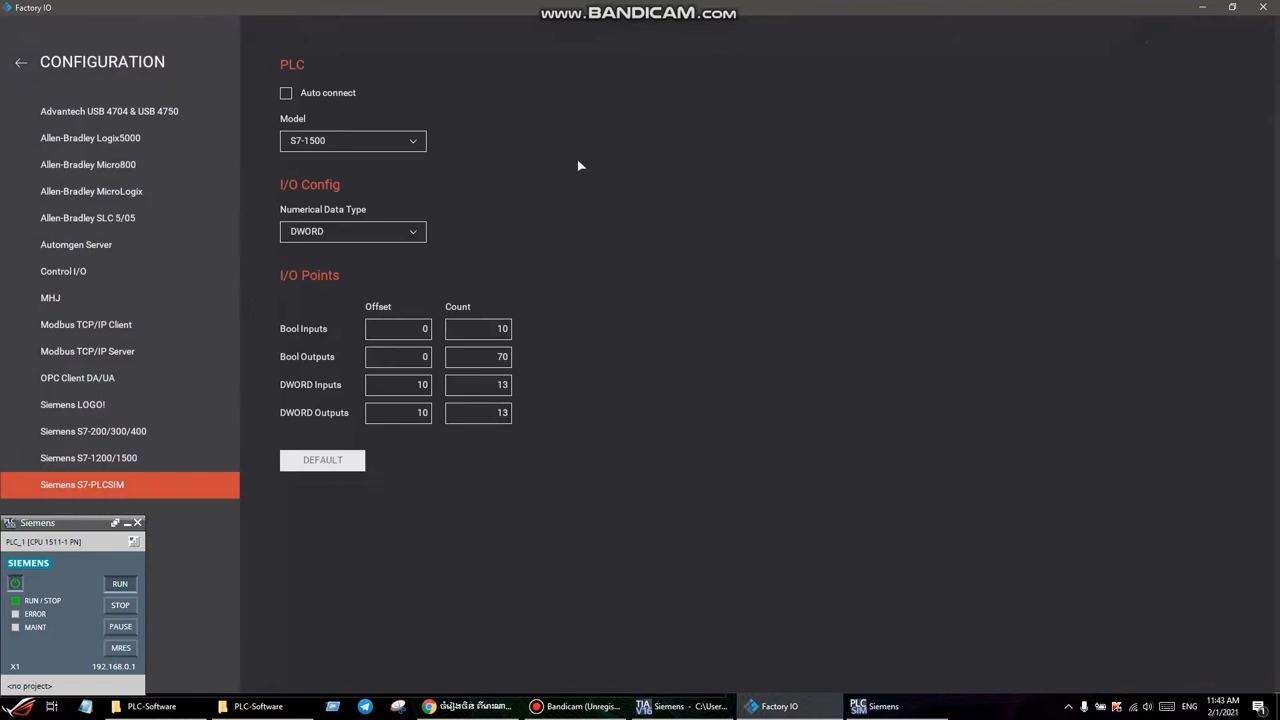 Factory IO
www.BANDICAM.com
CONFIGURATION
Advantech USB 4704 & USB 4750
Allen-Bradley Logix5000
Allen-Bradley Micro800
Allen-Bradley MicroLogix
Allen-Bradley SLC 5/05
Automgen Server
Control I/O
MHJ
Modbus TCP/IP Client
Modbus TCP/IP Server
OPC Client DA/UA
Siemens LOGO!
Siemens S7-200/300/400
Siemens S7-1200/1500
Siemens S7-PLCSIM
PLC
Auto connect
Model
S7-1500
I/O Config
Numerical Data Type
DWORD
I/O Points
Offset Count
Bool Inputs 0 10
Bool Outputs 0 70
DWORD Inputs 10 13
DWORD Outputs 10 13
DEFAULT
Siemens
PLC_1 [CPU 1511-1 PN]
SIEMENS
RUN
RUN / STOP
STOP
ERROR
PAUSE
MAINT
MRES
X1 192.168.0.1
<no project>
PLC-Software
PLC-Software
Bandicam (Unregis...
Siemens - C:\User...
Factory IO
Siemens
ENG
11:43 AM
2/1/2021